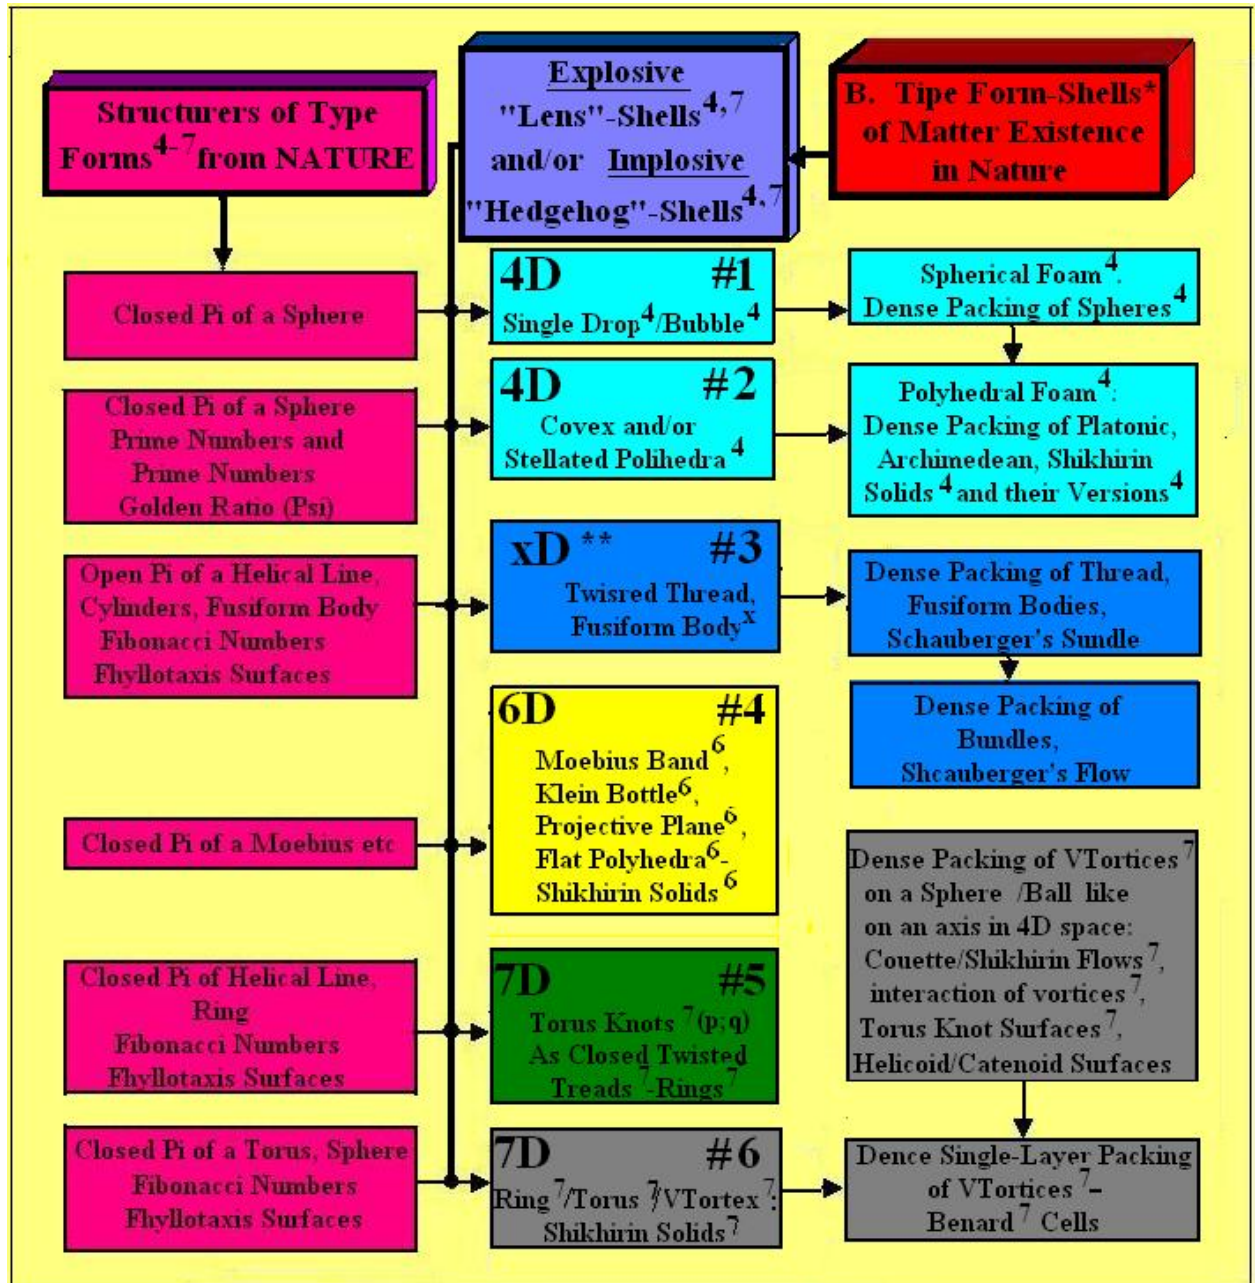 Structurers of Type
Forms⁴⁻⁷ from NATURE
Explosive
"Lens"-Shells⁴,⁷
and/or Implosive
"Hedgehog"-Shells⁴,⁷
B. Tipe Form-Shells*
of Matter Existence
in Nature
Closed Pi of a Sphere
4D #1
Single Drop⁴/Bubble⁴
Spherical Foam⁴:
Dense Packing of Spheres⁴
Closed Pi of a Sphere
Prime Numbers and
Prime Numbers
Golden Ratio (Psi)
4D #2
Covex and/or
Stellated Polihedra⁴
Polyhedral Foam⁴:
Dense Packing of Platonic,
Archimedean, Shikhirin
Solids⁴ and their Versions⁴
Open Pi of a Helical Line,
Cylinders, Fusiform Body
Fibonacci Numbers
Fhyllotaxis Surfaces
xD ** #3
Twisred Thread,
Fusiform Bodyˣ
Dense Packing of Thread,
Fusiform Bodies,
Schauberger's Sundle
Dense Packing of
Bundles,
Shcauberger's Flow
Closed Pi of a Moebius etc
6D #4
Moebius Band⁶,
Klein Bottle⁶,
Projective Plane⁶,
Flat Polyhedra⁶-
Shikhirin Solids⁶
Dense Packing of VTortices⁷
on a Sphere /Ball like
on an axis in 4D space:
Couette/Shikhirin Flows⁷,
interaction of vortices⁷,
Torus Knot Surfaces⁷,
Helicoid/Catenoid Surfaces
Closed Pi of Helical Line,
Ring
Fibonacci Numbers
Fhyllotaxis Surfaces
7D #5
Torus Knots⁷(p;q)
As Closed Twisted
Treads⁷-Rings⁷
Closed Pi of a Torus, Sphere
Fibonacci Numbers
Fhyllotaxis Surfaces
7D #6
Ring⁷/Torus⁷/VTortex⁷:
Shikhirin Solids⁷
Dence Single-Layer Packing
of VTortices⁷–
Benard⁷ Cells